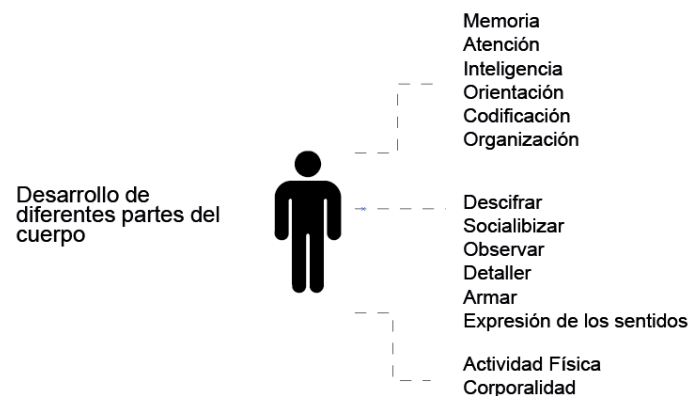 Desarrollo de
diferentes partes del
cuerpo
Memoria
Atención
Inteligencia
Orientación
Codificación
Organización
Descifrar
Socialibizar
Observar
Detaller
Armar
Expresión de los sentidos
Actividad Física
Corporalidad